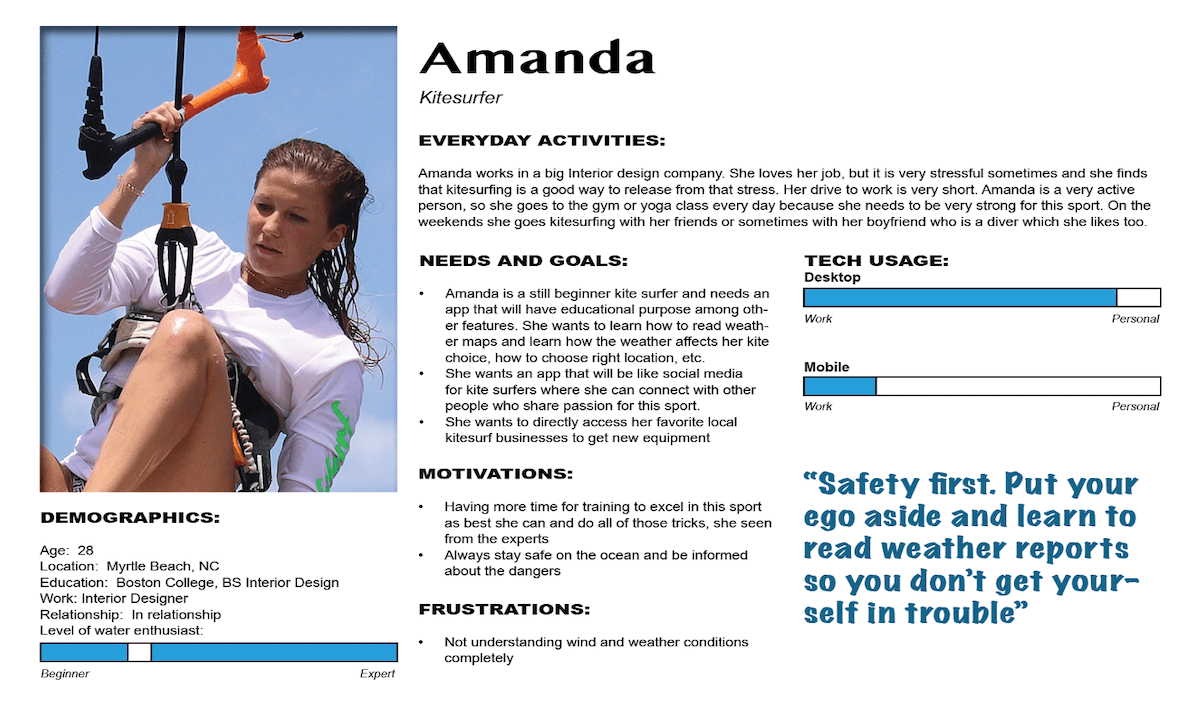 Amanda
Kitesurfer
EVERYDAY ACTIVITIES:
Amanda works in a big Interior design company. She loves her job, but it is very stressful sometimes and she finds
that kitesurfing is a good way to release from that stress. Her drive to work is very short. Amanda is a very active
person, so she goes to the gym or yoga class every day because she needs to be very strong for this sport. On the
weekends she goes kitesurfing with her friends or sometimes with her boyfriend who is a diver which she likes too.
NEEDS AND GOALS:
• Amanda is a still beginner kite surfer and needs an
app that will have educational purpose among oth-
er features. She wants to learn how to read weath-
er maps and learn how the weather affects her kite
choice, how to choose right location, etc.
• She wants an app that will be like social media
for kite surfers where she can connect with other
people who share passion for this sport.
• She wants to directly access her favorite local
kitesurf businesses to get new equipment
MOTIVATIONS:
• Having more time for training to excel in this sport
as best she can and do all of those tricks, she seen
from the experts
• Always stay safe on the ocean and be informed
about the dangers
FRUSTRATIONS:
• Not understanding wind and weather conditions
completely
TECH USAGE:
Desktop
Work Personal
Mobile
Work Personal
“Safety first. Put your
ego aside and learn to
read weather reports
so you don’t get your-
self in trouble”
DEMOGRAPHICS:
Age: 28
Location: Myrtle Beach, NC
Education: Boston College, BS Interior Design
Work: Interior Designer
Relationship: In relationship
Level of water enthusiast:
Beginner Expert